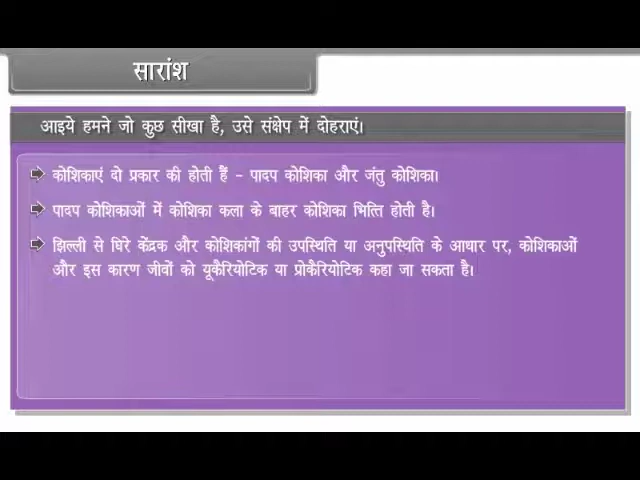 सारांश
आइये हमने जो कुछ सीखा है, उसे संक्षेप में दोहराएं।
कोशिकाएं दो प्रकार की होती हैं - पादप कोशिका और जंतु कोशिका।
पादप कोशिकाओं में कोशिका कला के बाहर कोशिका भित्ति होती है।
झिल्ली से घिरे केंद्रक और कोशिकांगों की उपस्थिति या अनुपस्थिति के आधार पर, कोशिकाओं
और इस कारण जीवों को यूकैरियोटिक या प्रोकैरियोटिक कहा जा सकता है।